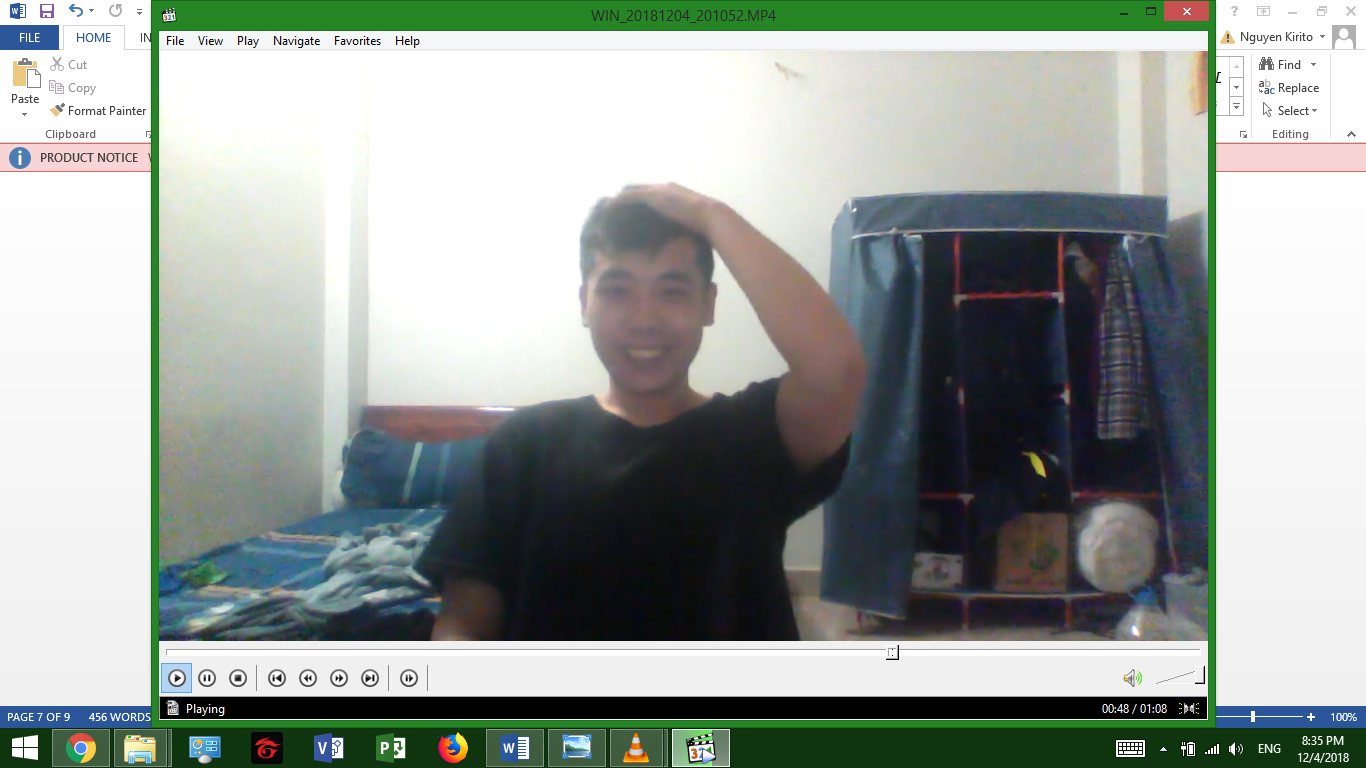 WIN_20181204_201052.MP4
FILE
HOME
Nguyen Kirito
File View Play Navigate Favorites Help
Cut
Copy
Paste
Format Painter
Clipboard
Find
Replace
Select
Editing
PRODUCT NOTICE
Playing
00:48 / 01:08
PAGE 7 OF 9
456 WORDS
100%
ENG
8:35 PM
12/4/2018